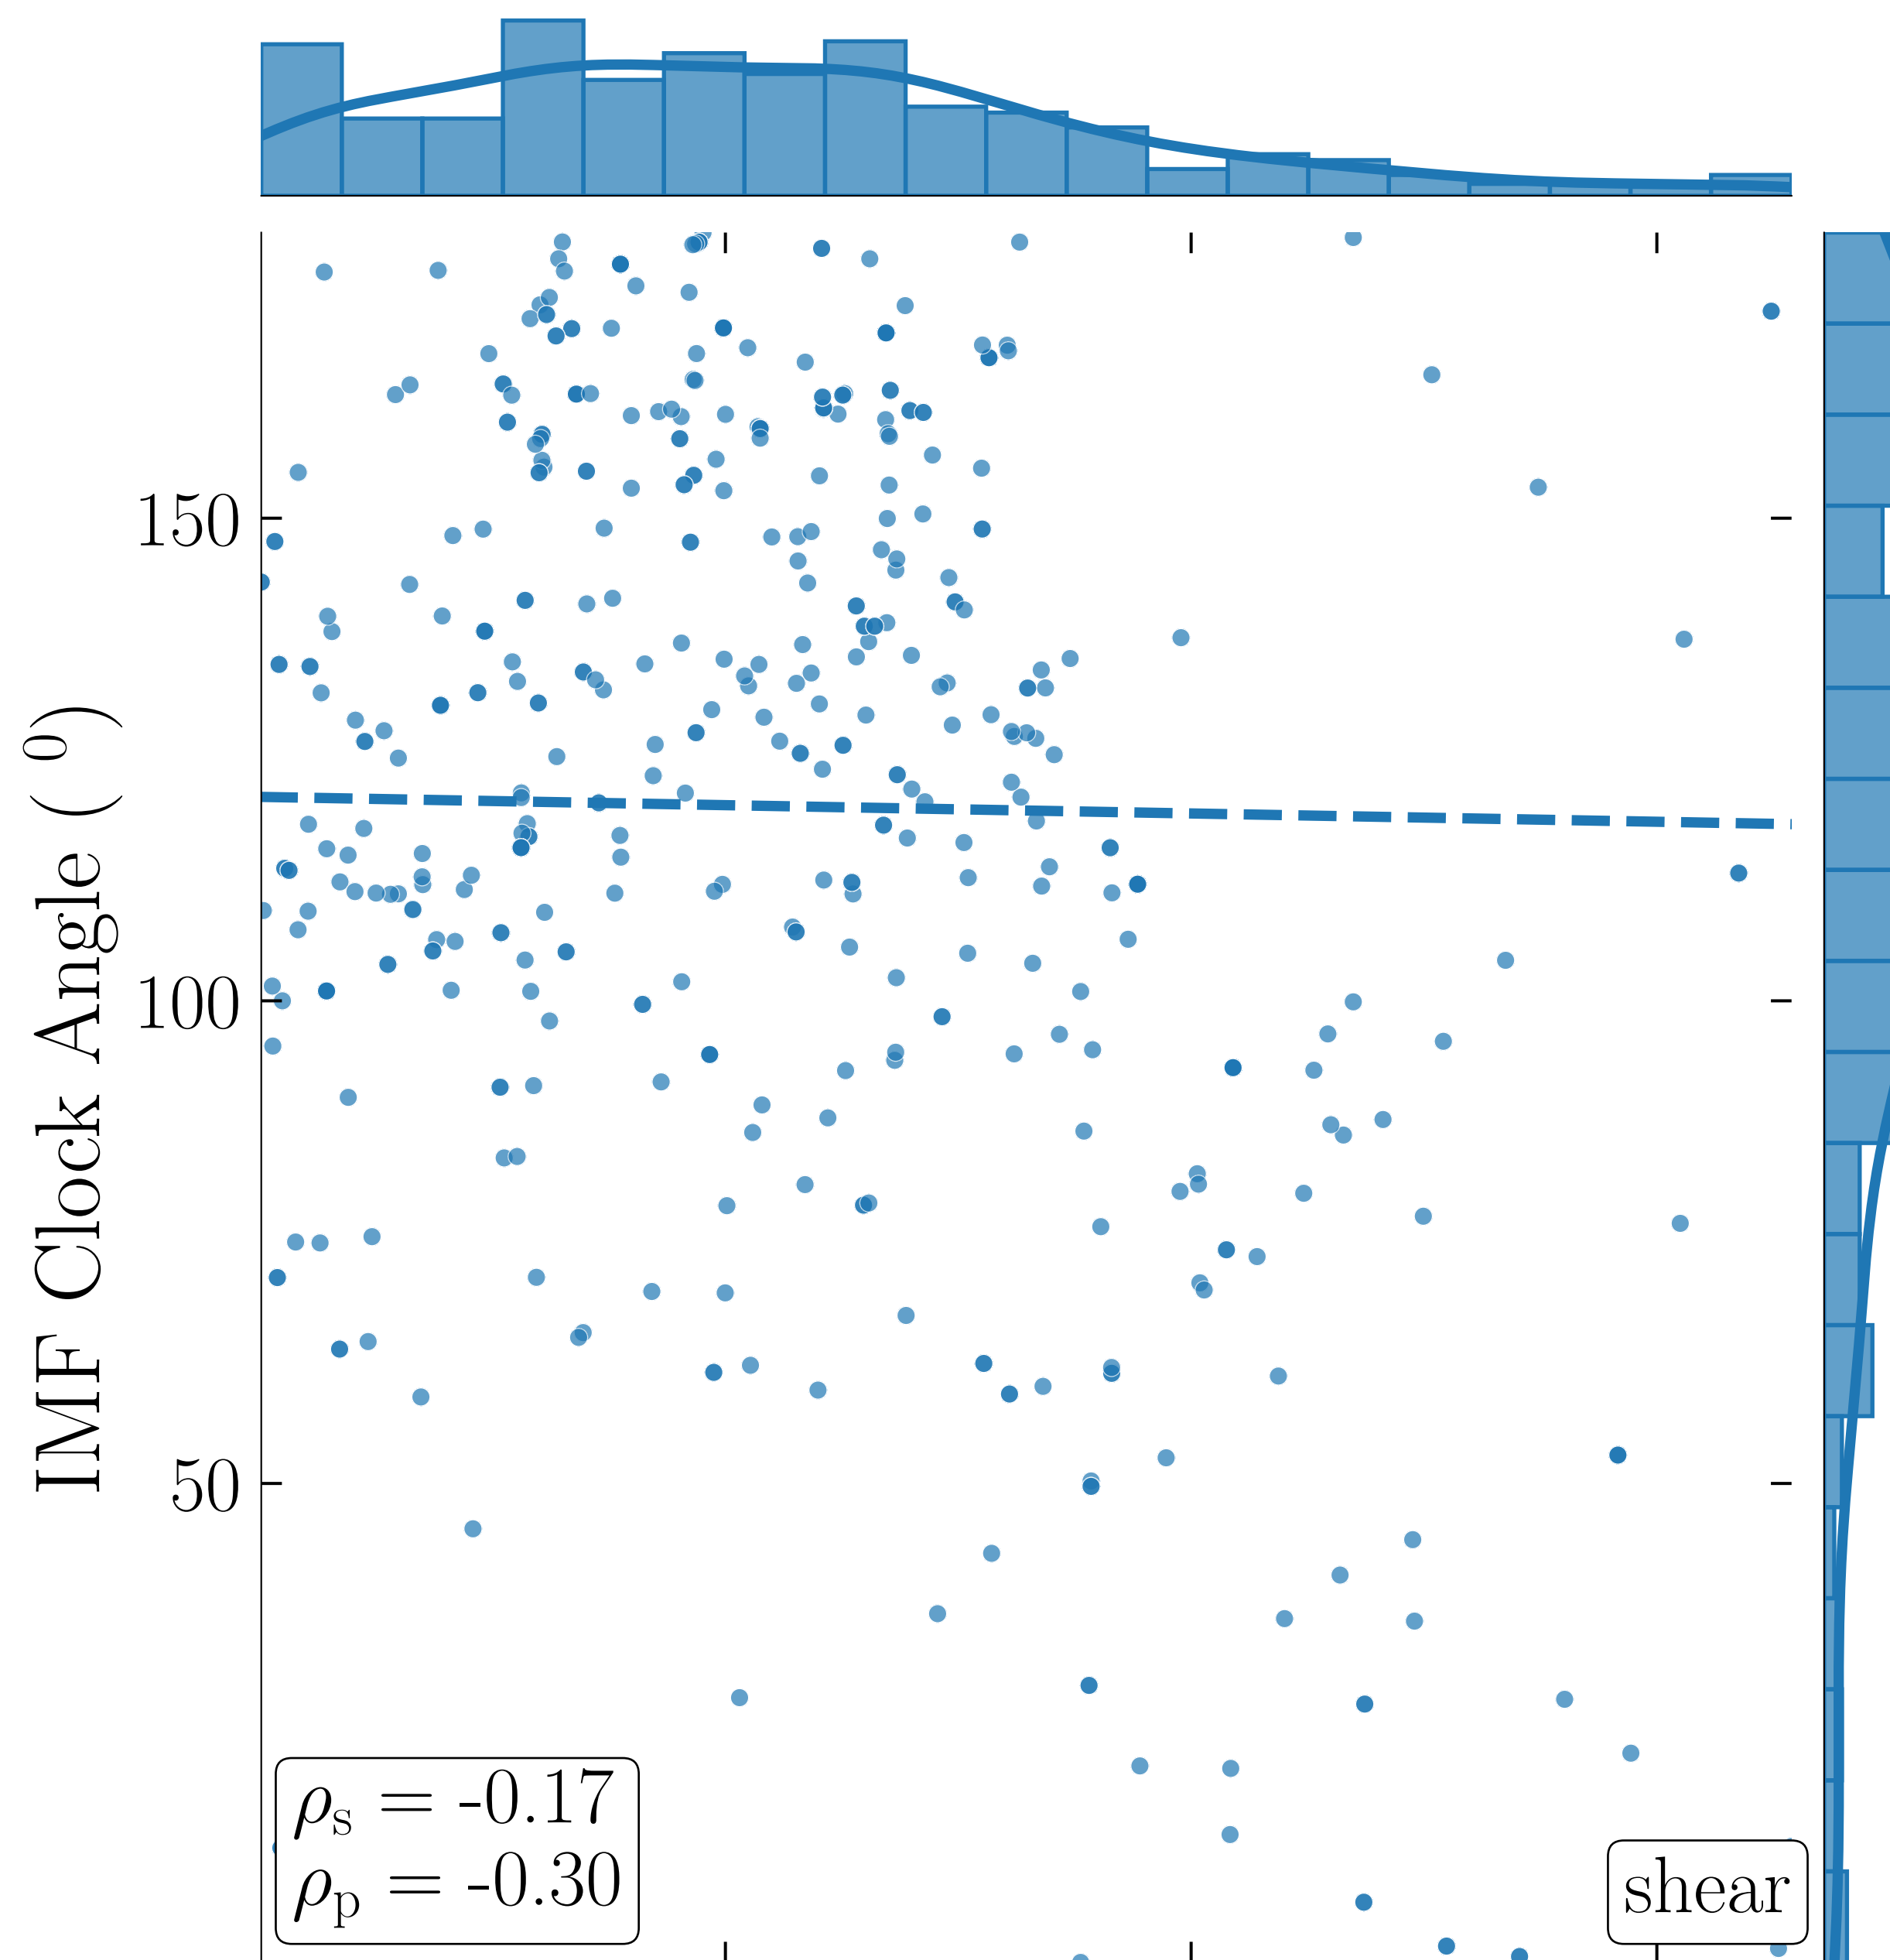 IMF Clock Angle ( ⁰)
150
100
50
ρₛ = -0.17
ρₚ = -0.30
shear